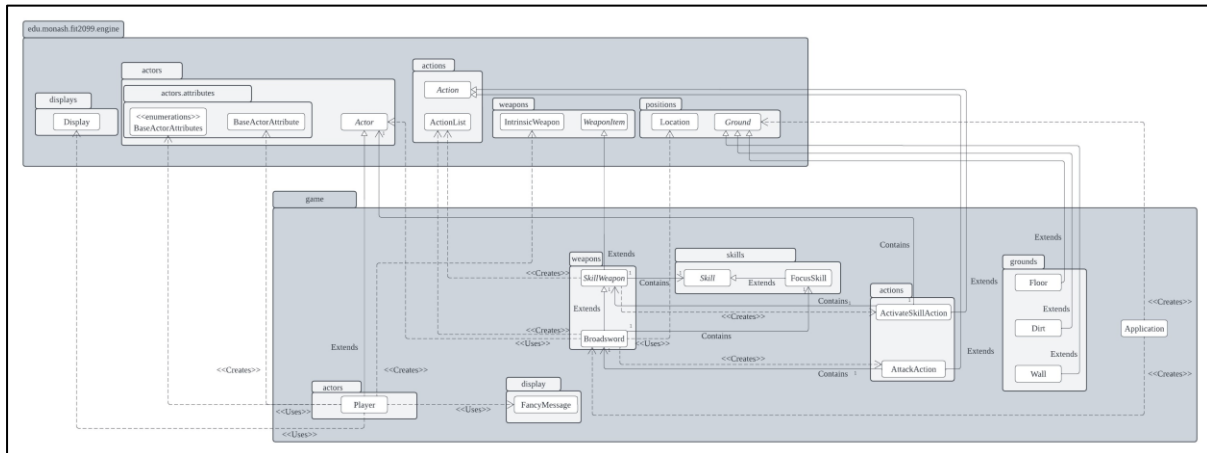 edu.monash.fit2099.engine
actors
actions
Action
displays
Display
actors.attributes
<<enumerations>>
BaseActorAttributes
BaseActorAttribute
Actor
ActionList
weapons
IntrinsicWeapon
WeaponItem
positions
Location
Ground
game
Extends
Contains
Extends
weapons
SkillWeapon
<<Creates>>
Contains
skills
Skill
Extends
FocusSkill
grounds
Floor
Extends
Dirt
Extends
Wall
Extends
actions
ActivateSkillAction
Contains
<<Creates>>
Extends
Extends
Broadsword
<<Creates>>
<<Uses>>
<<Uses>>
Contains
<<Creates>>
AttackAction
Contains
Extends
Application
<<Creates>>
<<Creates>>
Extends
<<Creates>>
<<Creates>>
actors
Player
<<Uses>>
<<Uses>>
<<Uses>>
display
FancyMessage